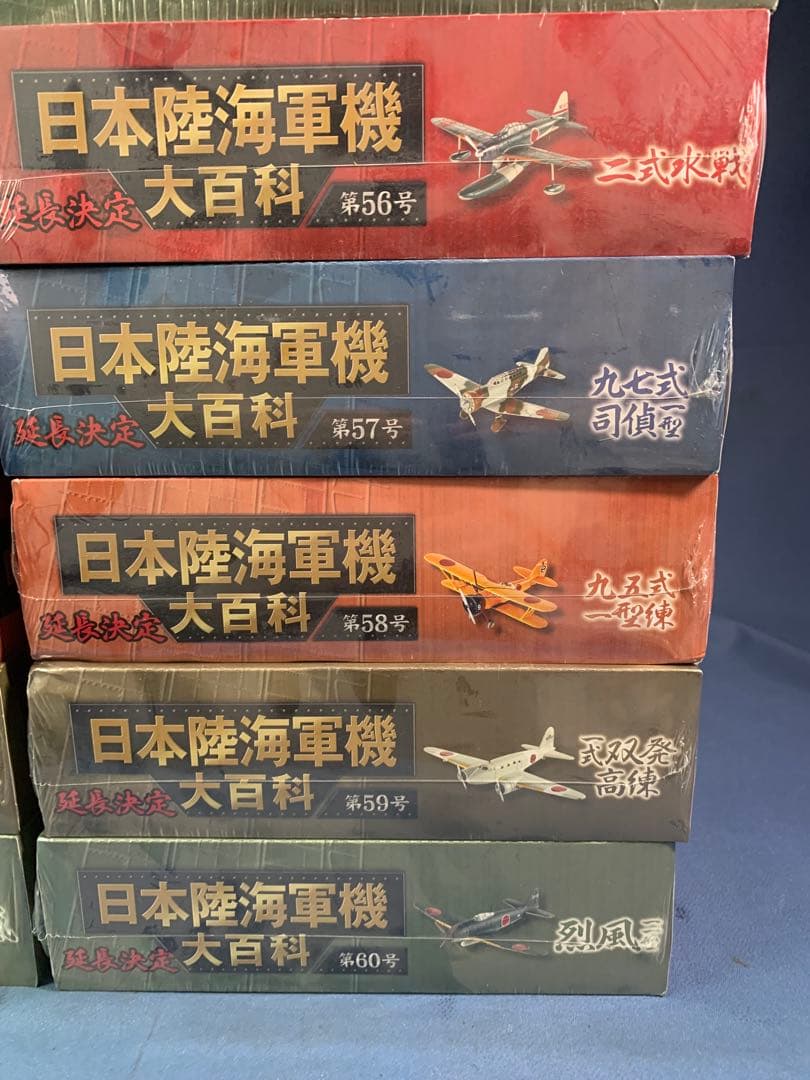 日本陸海軍機
大百科
第56号
延長決定
二式水戦
日本陸海軍機
大百科
第57号
延長決定
九七式
司偵一型
日本陸海軍機
大百科
第58号
延長決定
九五式
一型練
日本陸海軍機
大百科
第59号
延長決定
一式双発
高練
日本陸海軍機
大百科
第60号
延長決定
烈風